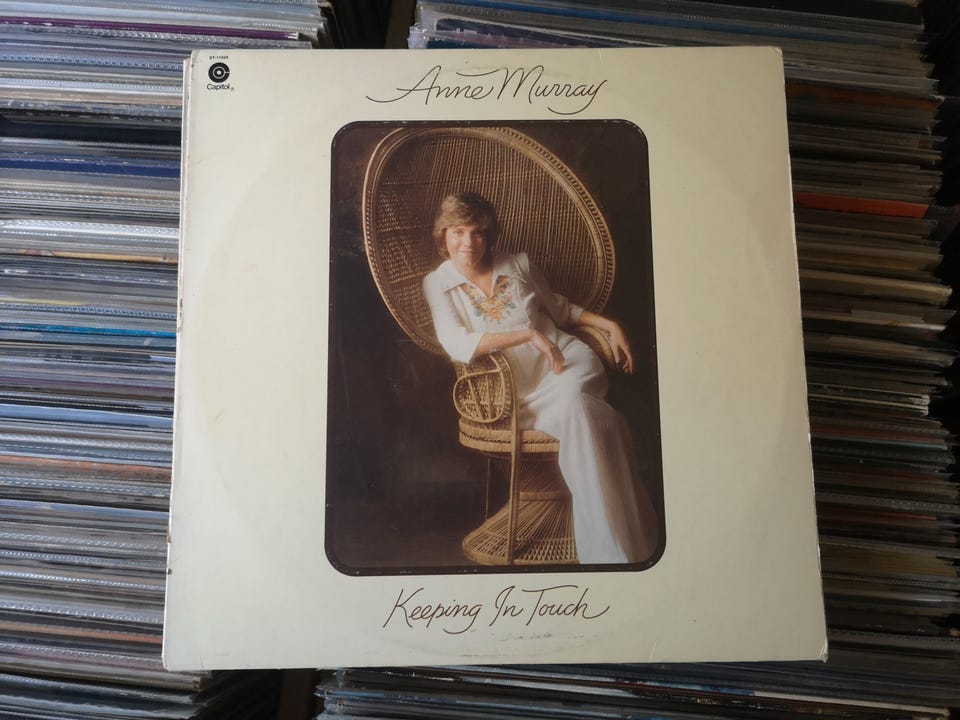 Capitol®
Anne Murray
Keeping In Touch